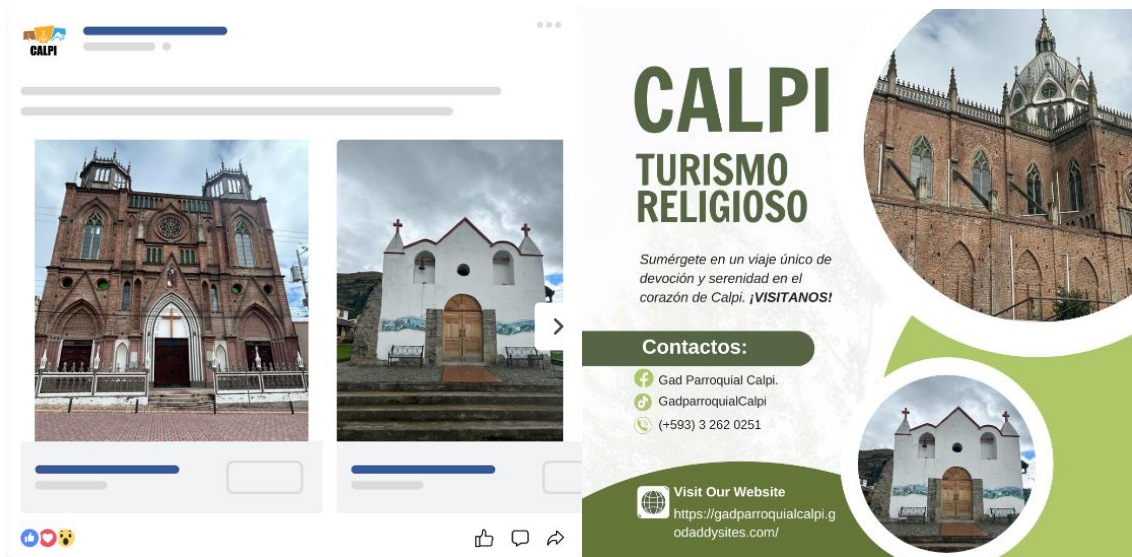 CALPI
CALPI
TURISMO
RELIGIOSO
Sumérgete en un viaje único de
devoción y serenidad en el
corazón de Calpi. ¡VISITANOS!
Contactos:
Gad Parroquial Calpi.
GadparroquialCalpi
(+593) 3 262 0251
Visit Our Website
https://gadparroquialcalpi.g
odaddysites.com/